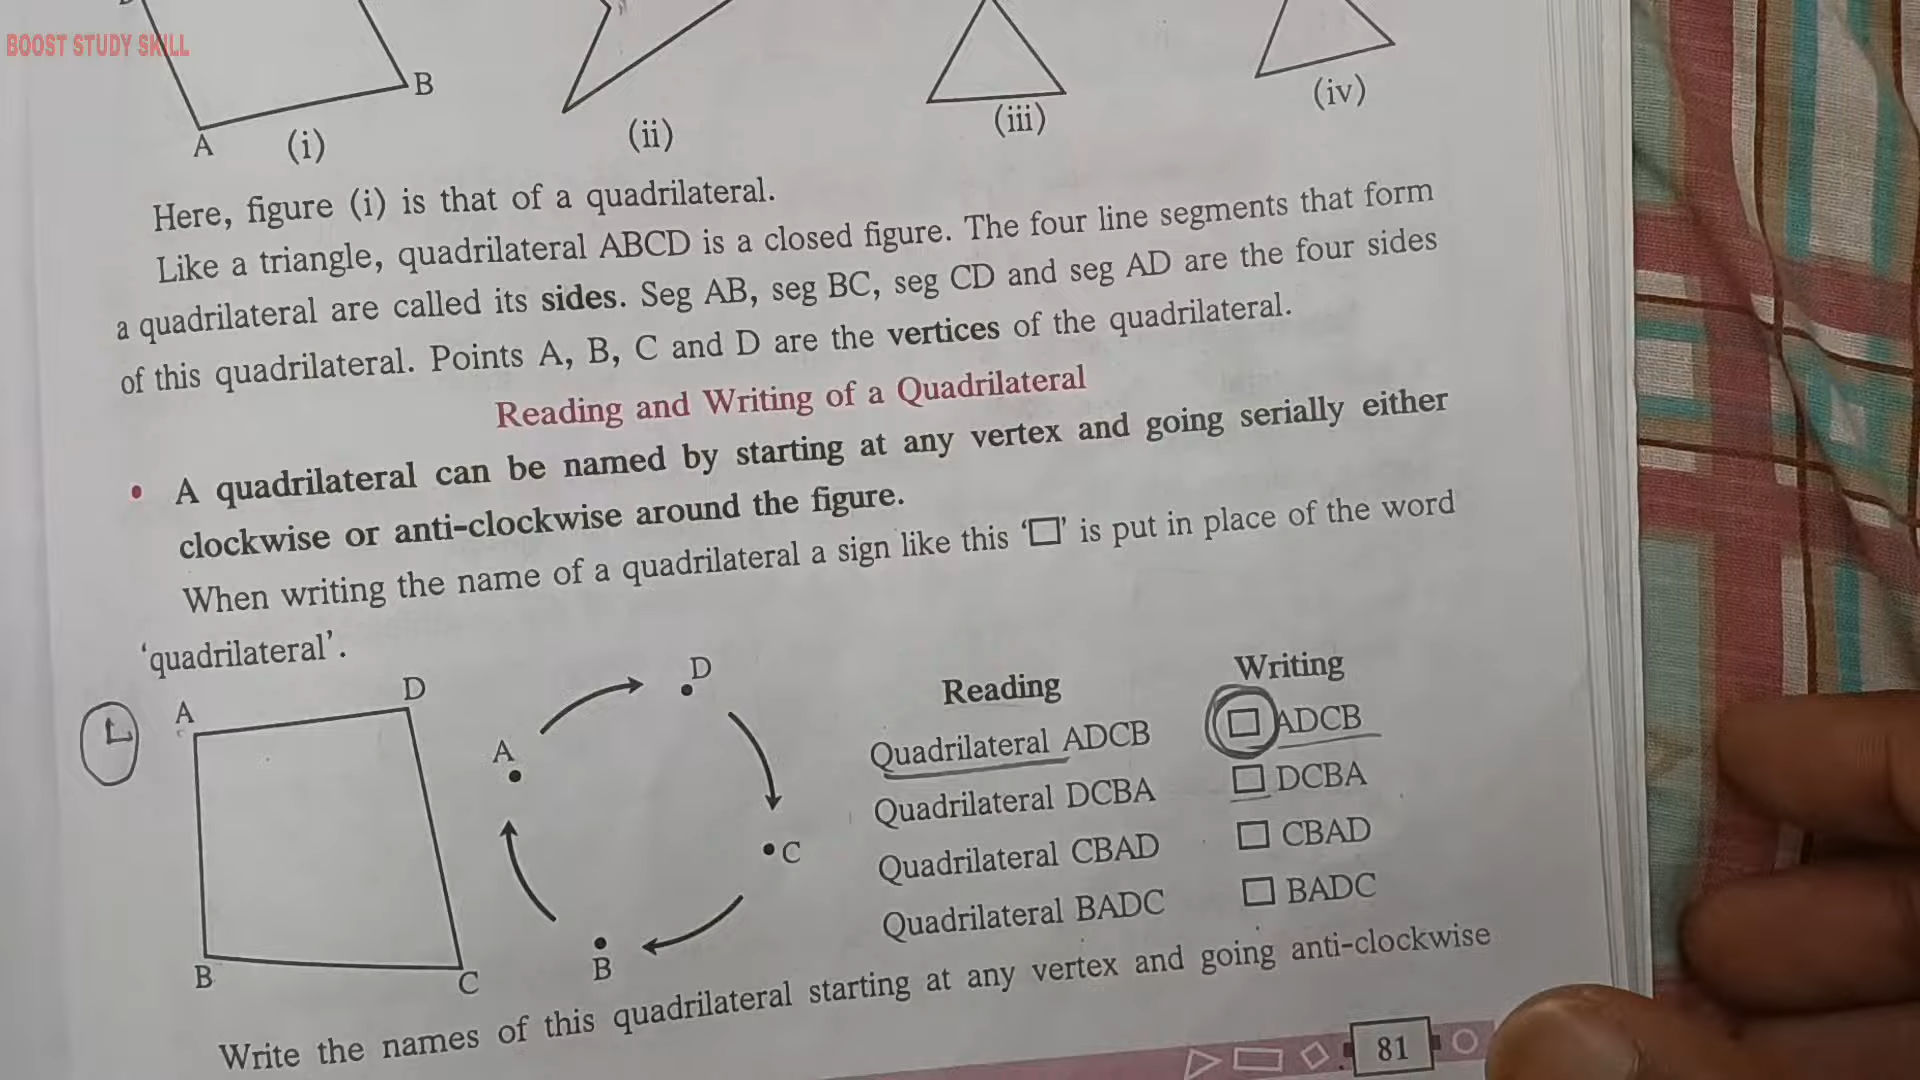 BOOST STUDY SKILL
B
A
(i)
(ii)
(iii)
(iv)
Here, figure (i) is that of a quadrilateral.
Like a triangle, quadrilateral ABCD is a closed figure. The four line segments that form
a quadrilateral are called its sides. Seg AB, seg BC, seg CD and seg AD are the four sides
of this quadrilateral. Points A, B, C and D are the vertices of the quadrilateral.
Reading and Writing of a Quadrilateral
• A quadrilateral can be named by starting at any vertex and going serially either
clockwise or anti-clockwise around the figure.
When writing the name of a quadrilateral a sign like this ‘□’ is put in place of the word
‘quadrilateral’.
A
D
B
C
A
D
C
B
Reading Writing
Quadrilateral ADCB □ ADCB
Quadrilateral DCBA □ DCBA
Quadrilateral CBAD □ CBAD
Quadrilateral BADC □ BADC
Write the names of this quadrilateral starting at any vertex and going anti-clockwise
81